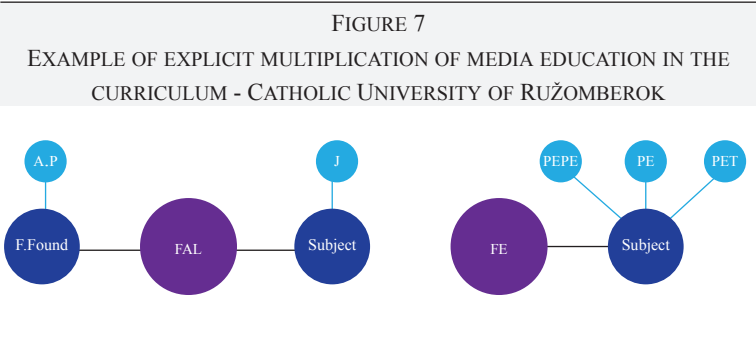 FIGURE 7
EXAMPLE OF EXPLICIT MULTIPLICATION OF MEDIA EDUCATION IN THE
CURRICULUM - CATHOLIC UNIVERSITY OF RUŽOMBEROK
A.P
J
PEPE
PE
PET
F.Found
FAL
Subject
FE
Subject